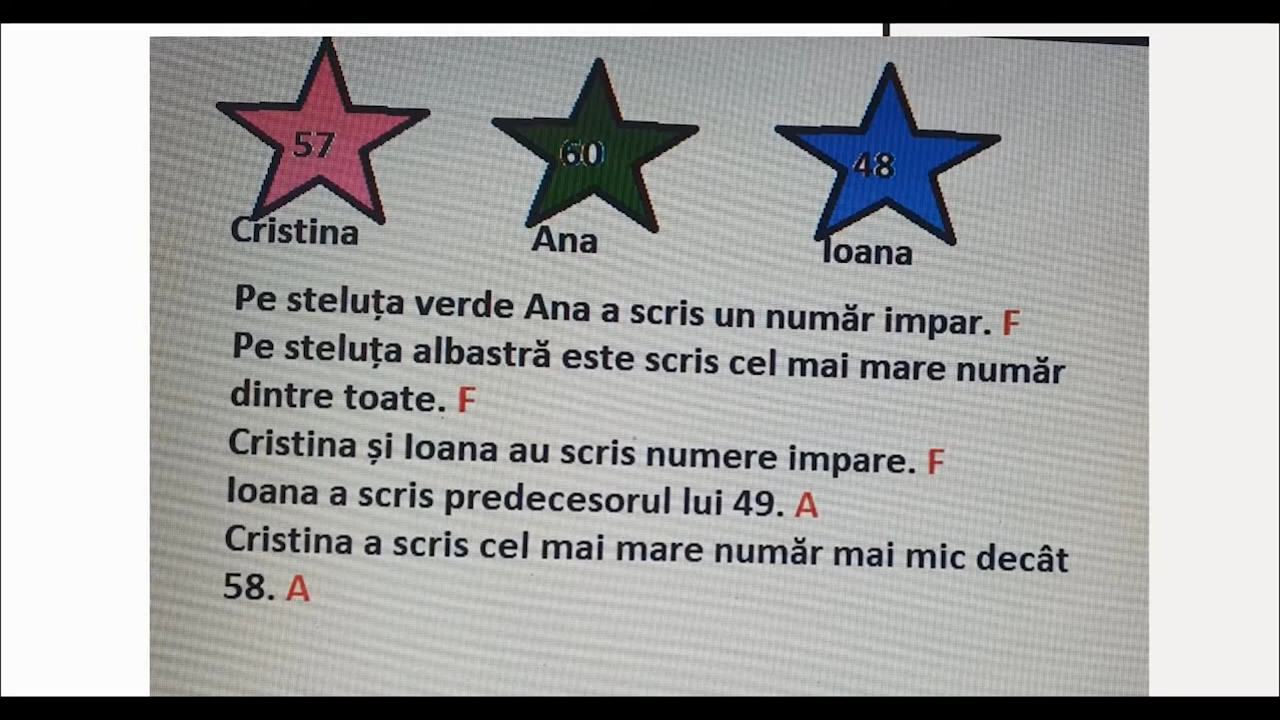 57 60 48
Cristina Ana Ioana
Pe steluța verde Ana a scris un număr impar. F
Pe steluța albastră este scris cel mai mare număr
dintre toate. F
Cristina și Ioana au scris numere impare. F
Ioana a scris predecesorul lui 49. A
Cristina a scris cel mai mare număr mai mic decât
58. A